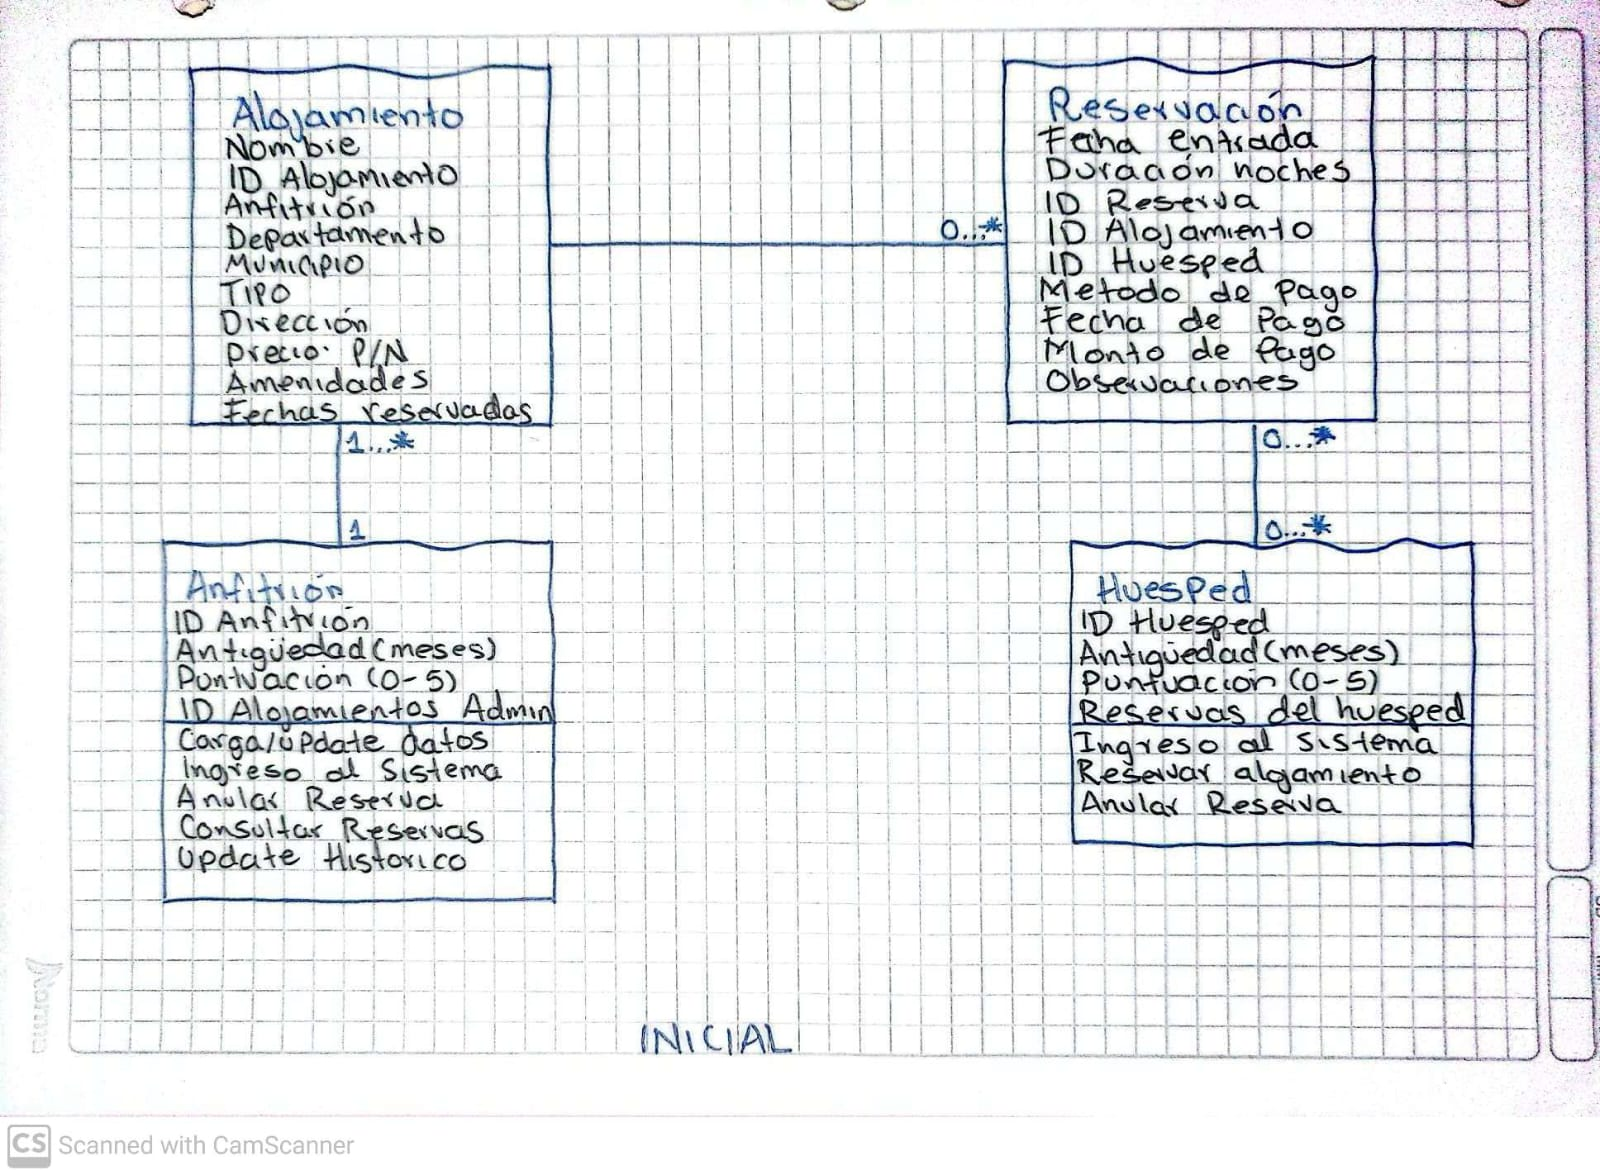 Alojamiento
Nombre
ID Alojamiento
Anfitrión
Departamento
Municipio
Tipo
Dirección
Precio. P/N
Amenidades
Fechas reservadas
Reservación
Fecha entrada
Duración noches
ID Reserva
ID Alojamiento
ID Huesped
Metodo de Pago
Fecha de Pago
Monto de Pago
Observaciones
0...*
1...*
1
0...*
0...*
Anfitrión
ID Anfitrión
Antigüedad (meses)
Puntuación (0-5)
ID Alojamientos Admin
Carga/update datos
Ingreso al Sistema
Anular Reserva
Consultar Reservas
Update Historico
Huesped
ID Huesped
Antigüedad (meses)
Puntuación (0-5)
Reservas del huesped
Ingreso al sistema
Reservar alojamiento
Anular Reserva
INICIAL
Norma
CS Scanned with CamScanner